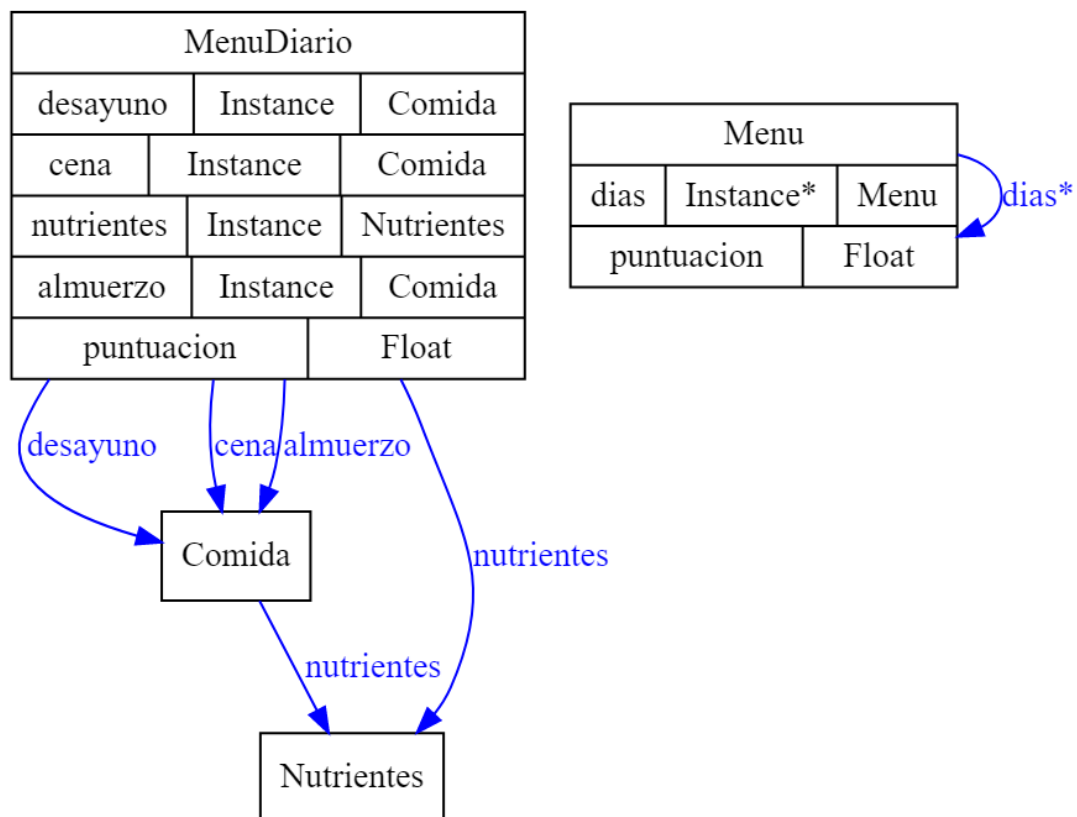 MenuDiario
desayuno Instance Comida
cena Instance Comida
nutrientes Instance Nutrientes
almuerzo Instance Comida
puntuacion Float
Menu
dias Instance* Menu
puntuacion Float
dias*
desayuno
cena
almuerzo
Comida
nutrientes
nutrientes
Nutrientes